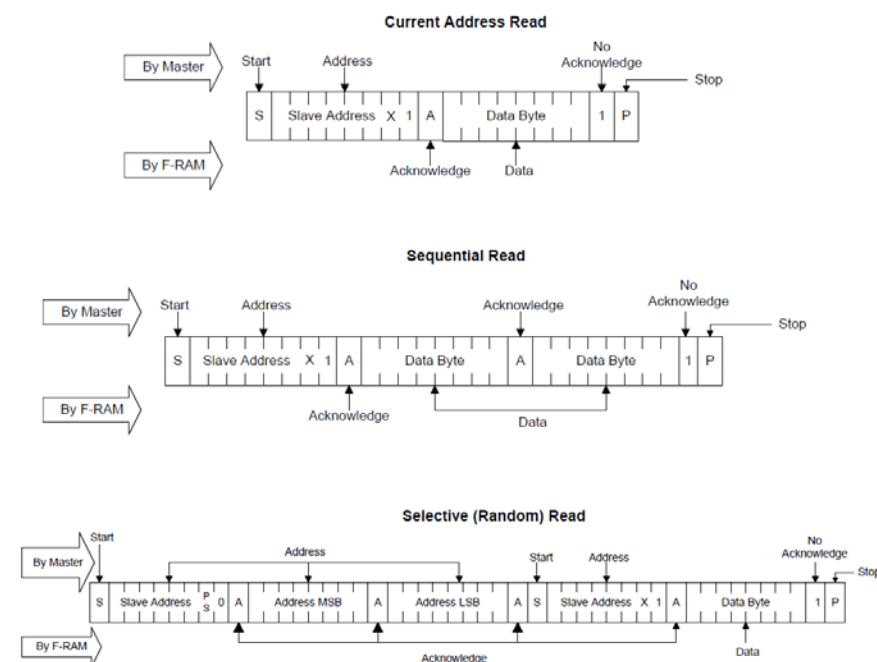 Current Address Read
No
Acknowledge
By Master
Start
Address
Stop
S
Slave Address X 1
A
Data Byte
1
P
By F-RAM
Acknowledge
Data
Sequential Read
No
Acknowledge
By Master
Start
Address
Acknowledge
Stop
S
Slave Address X 1
A
Data Byte
A
Data Byte
1
P
By F-RAM
Acknowledge
Data
Selective (Random) Read
Start
No
Acknowledge
By Master
Address
Start
Address
Stop
S
Slave Address PS 0
A
Address MSB
A
Address LSB
A
S
Slave Address X 1
A
Data Byte
1
P
By F-RAM
Acknowledge
Data